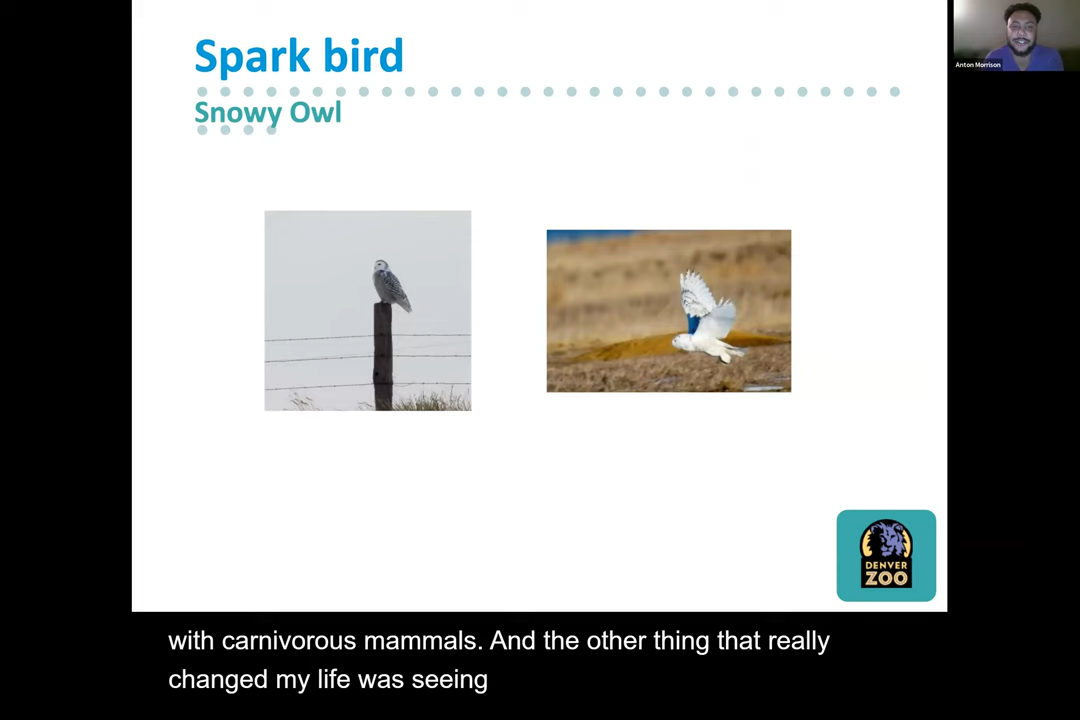 Spark bird
Snowy Owl
Anton Morrison
DENVER
ZOO
with carnivorous mammals. And the other thing that really
changed my life was seeing